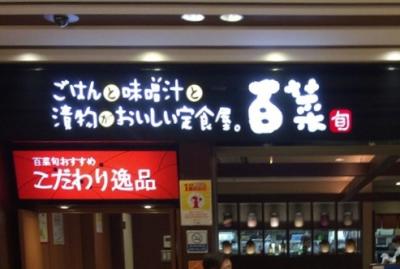 ごはんと味噌汁と
漬物がおいしい定食屋。
百菜 旬
百菜旬おすすめ
こだわり逸品